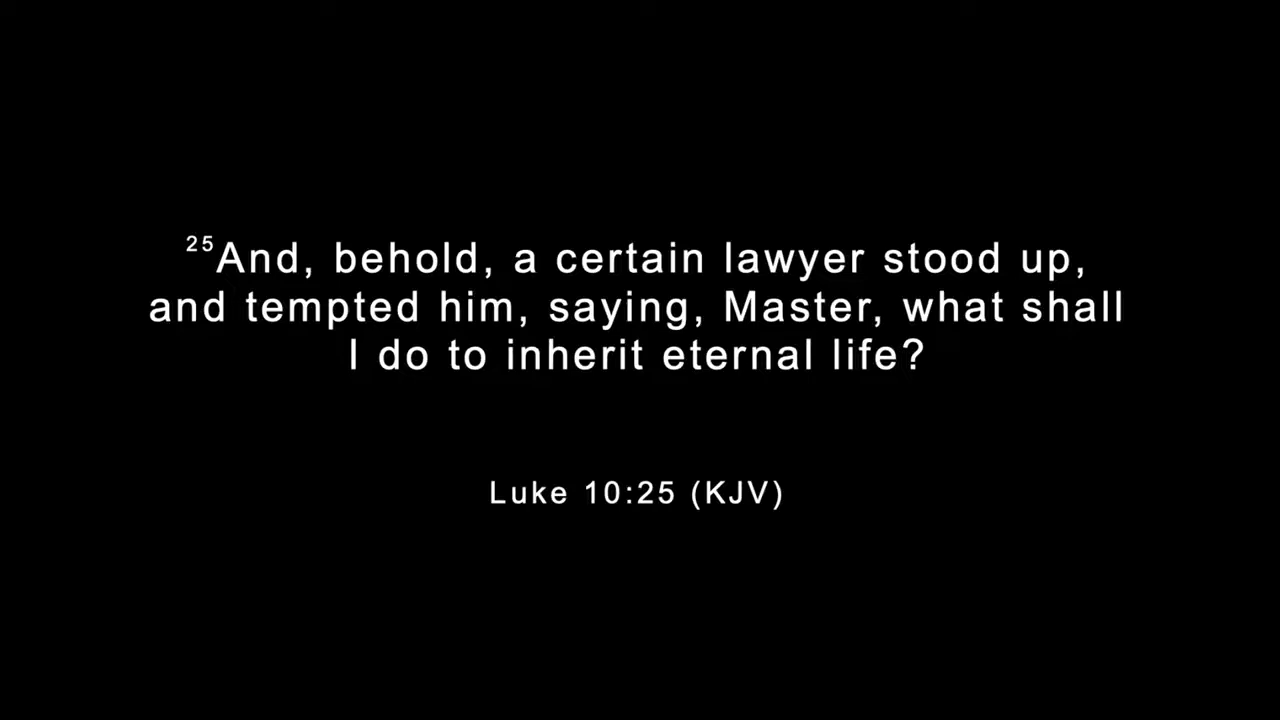 25And, behold, a certain lawyer stood up,
and tempted him, saying, Master, what shall
I do to inherit eternal life?
Luke 10:25 (KJV)